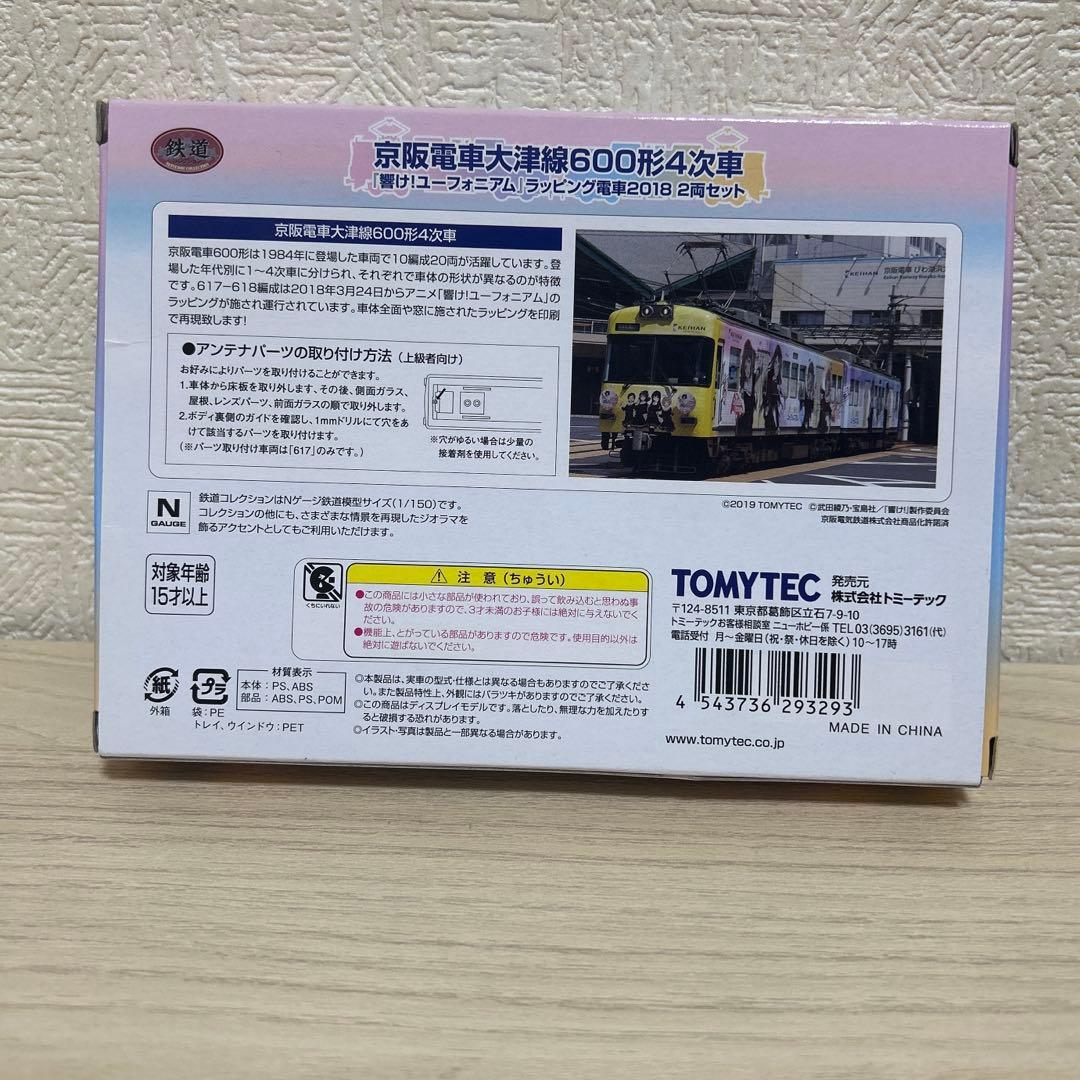 鉄道
京阪電車大津線600形4次車
「響け!ユーフォニアム」ラッピング電車2018 2両セット
京阪電車大津線600形4次車
京阪電車600形は1984年に登場した車両で10編成20両が活躍しています。登
場した年代別に1〜4次車に分けられ、それぞれで車体の形状が異なるのが特徴
です。617-618編成は2018年3月24日からアニメ「響け!ユーフォニアム」の
ラッピングが施され運行されています。車体全面や窓に施されたラッピングを印刷
で再現致します!
●アンテナパーツの取り付け方法(上級者向け)
お好みによりパーツを取付けることができます。
1.車体から床板を取り外します、その後、側面ガラス、
屋根、レンズパーツ、前面ガラスの順で取り外します。
2.ボディ裏側のガイドを確認し、1mmドリルにて穴をあ
けて該当するパーツを取付けます。
(※パーツ取り付け車両は「617」のみです。)
※穴がゆるい場合は少量の
接着剤を使用してください。
KEIHAN
京阪電車 びわ湖浜大
KEIHAN
©2019 TOMYTEC ©武田綾乃・宝島社/「響け!」製作委員会
京阪電気鉄道株式会社商品化許諾済
N
GAUGE
鉄道コレクションはNゲージ鉄道模型サイズ(1/150)です。
コレクションの他にも、さまざまな情景を再現したジオラマを
飾るアクセントとしてもご利用いただけます。
対象年齢
15才以上
くちにいれない
⚠ 注意(ちゅうい)
●この商品には小さな部品が使われており、誤って飲み込むと思わぬ事
故の危険がありますので、3才未満のお子様には絶対に与えないでくだ
さい。
●機能上、とがっている部品がありますので危険です。使用目的以外は
絶対に遊ばないでください。
TOMYTEC 発売元
株式会社トミーテック
〒124-8511 東京都葛飾区立石7-9-10
トミーテックお客様相談室 ニューホビー係 TEL 03(3695)3161(代)
電話受付 月〜金曜日(祝・祭・休日を除く)10〜17時
紙
外箱
プラ
袋:PE
トレイ、ウインドウ:PET
材質表示
本体:PS、ABS
部品:ABS、PS、POM
◎本製品は、実車の型式・仕様とは異なる場合もありますのでご了承くださ
い。また製品特性上、外観にはバラツキがありますのでご了承ください。
◎この商品はディスプレイモデルです。落としたり、無理な力を加えたりす
ると破損する恐れがあります。
◎イラスト・写真は製品と一部異なる場合があります。
4 543736 293293
www.tomytec.co.jp
MADE IN CHINA